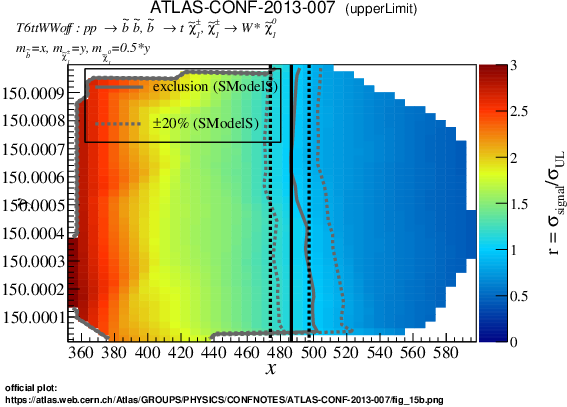 ATLAS-CONF-2013-007 (upperLimit)
T6ttWWoff : pp → b̃ b̃, b̃ → t χ̃₁±, χ̃₁± → W* χ̃₁⁰
m_b̃=x, m_χ̃₁±=y, m_χ̃₁⁰=0.5*y
exclusion (SModelS)
±20% (SModelS)
150.0009
150.0008
150.0007
150.0006
150.0005
150.0004
150.0003
150.0002
150.0001
y
360 380 400 420 440 460 480 500 520 540 560 580
x
3
2.5
2
1.5
1
0.5
0
r = σsignal/σUL
official plot:
https://atlas.web.cern.ch/Atlas/GROUPS/PHYSICS/CONFNOTES/ATLAS-CONF-2013-007/fig_15b.png